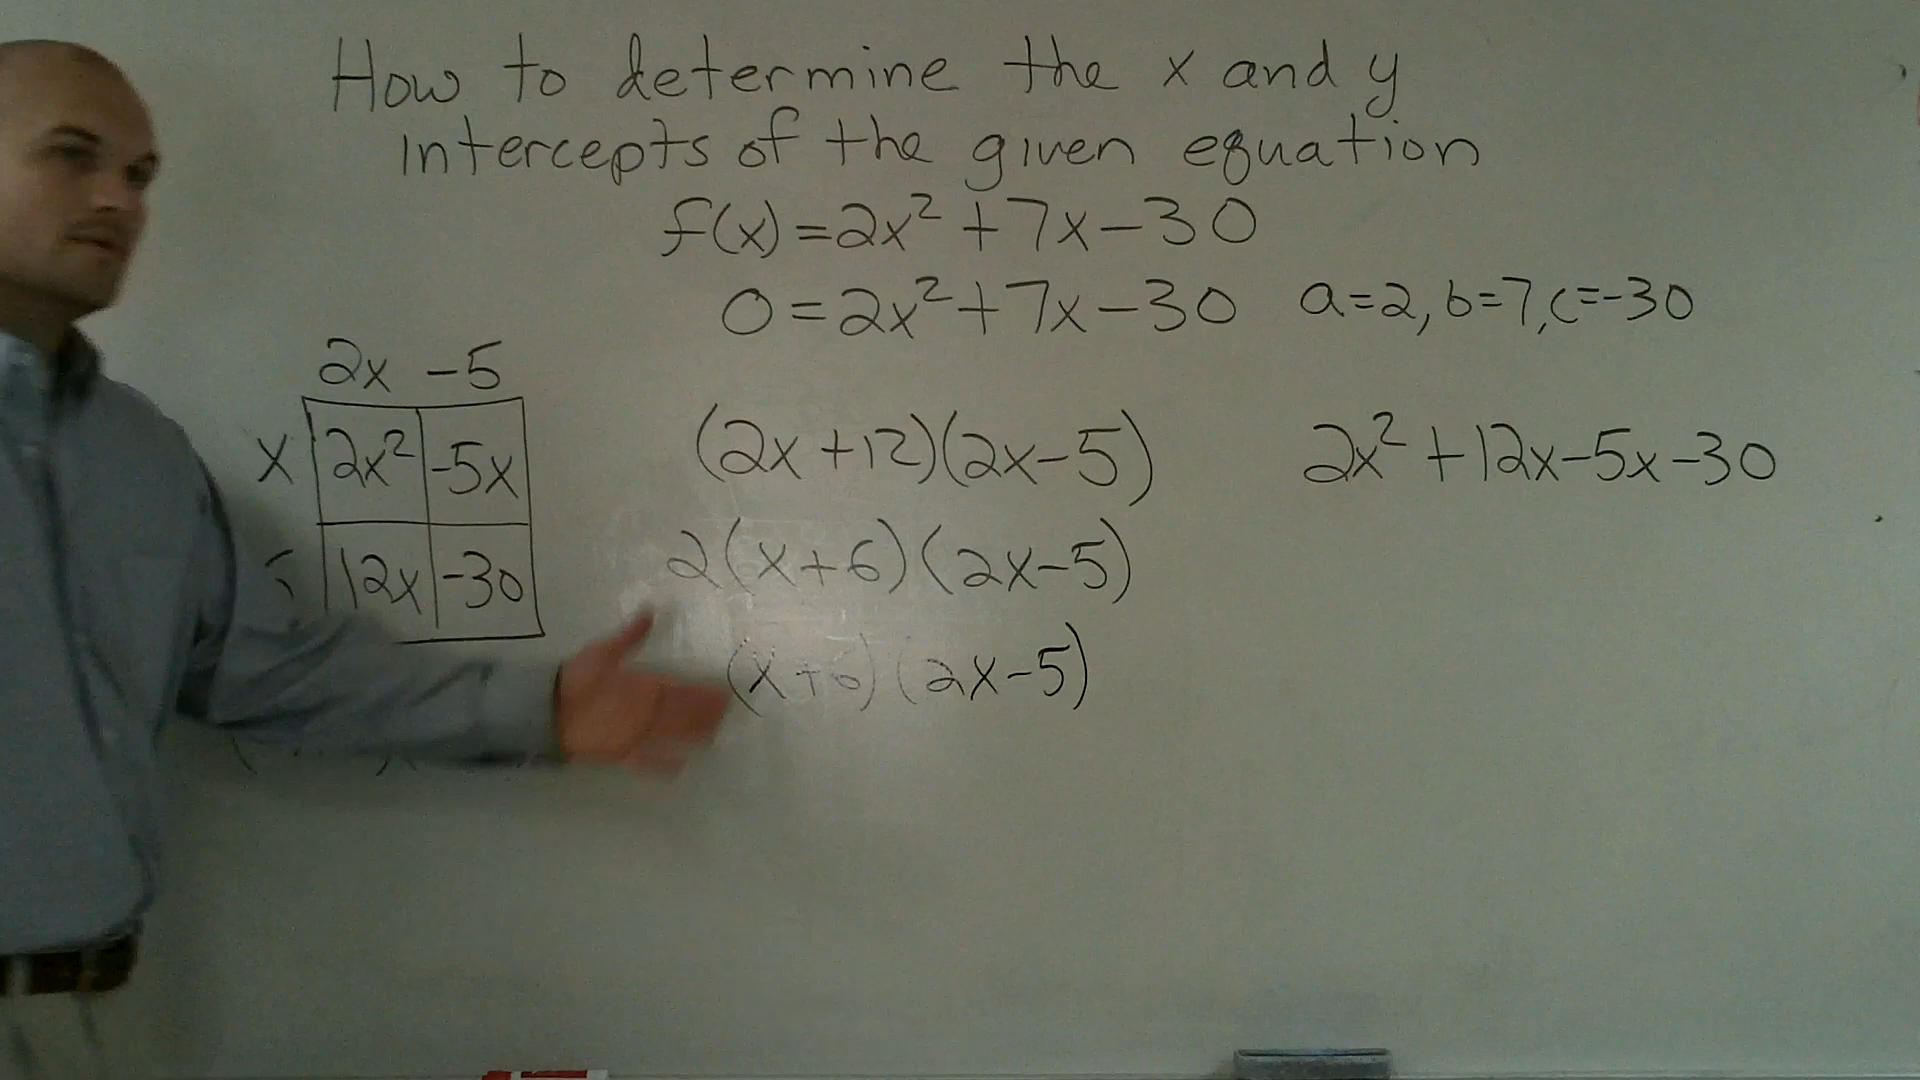 How to determine the x and y
intercepts of the given equation
f(x)=2x²+7x-30
0=2x²+7x-30 a=2, b=7, c=-30
2x -5
x 2x² -5x
12x -30
(2x+12)(2x-5)
2(x+6)(2x-5)
(x+6)(2x-5)
2x²+12x-5x-30